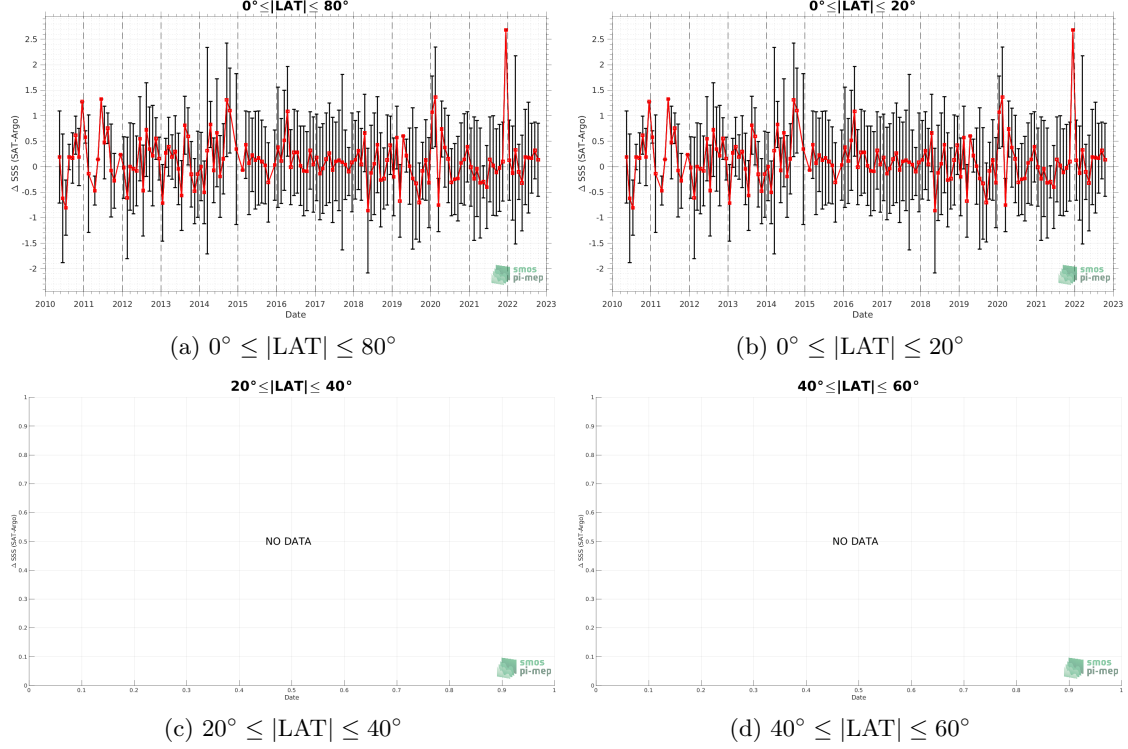 0°≤|LAT|≤ 80°
Δ SSS (SAT-Argo)
2.5
2
1.5
1
0.5
0
-0.5
-1
-1.5
-2
2010 2011 2012 2013 2014 2015 2016 2017 2018 2019 2020 2021 2022 2023
Date
smos
pi-mep
(a) 0° ≤ |LAT| ≤ 80°
0°≤|LAT|≤ 20°
Δ SSS (SAT-Argo)
2.5
2
1.5
1
0.5
0
-0.5
-1
-1.5
-2
2010 2011 2012 2013 2014 2015 2016 2017 2018 2019 2020 2021 2022 2023
Date
smos
pi-mep
(b) 0° ≤ |LAT| ≤ 20°
20°≤|LAT|≤ 40°
Δ SSS (SAT-Argo)
1
0.9
0.8
0.7
0.6
0.5
0.4
0.3
0.2
0.1
0
NO DATA
0 0.1 0.2 0.3 0.4 0.5 0.6 0.7 0.8 0.9 1
Date
smos
pi-mep
(c) 20° ≤ |LAT| ≤ 40°
40°≤|LAT|≤ 60°
Δ SSS (SAT-Argo)
1
0.9
0.8
0.7
0.6
0.5
0.4
0.3
0.2
0.1
0
NO DATA
0 0.1 0.2 0.3 0.4 0.5 0.6 0.7 0.8 0.9 1
Date
smos
pi-mep
(d) 40° ≤ |LAT| ≤ 60°